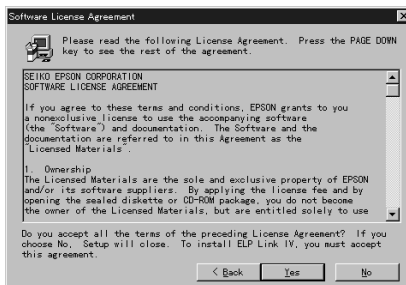 Software License Agreement
Please read the following License Agreement. Press the PAGE DOWN
key to see the rest of the agreement.
SEIKO EPSON CORPORATION
SOFTWARE LICENSE AGREEMENT
If you agree to these terms and conditions, EPSON grants to you
a nonexclusive license to use the accompanying software
(the "Software") and documentation. The Software and the
documentation are referred to in this Agreement as the
"Licensed Materials".
1. Ownership
The Licensed Materials are the sole and exclusive property of EPSON
and/or its software suppliers. By applying the license fee and by
opening the sealed diskette or CD-ROM package, you do not become
the owner of the Licensed Materials, but are entitled solely to use
Do you accept all the terms of the preceding License Agreement? If you
choose No, Setup will close. To install ELP Link IV, you must accept
this agreement.
< Back Yes No